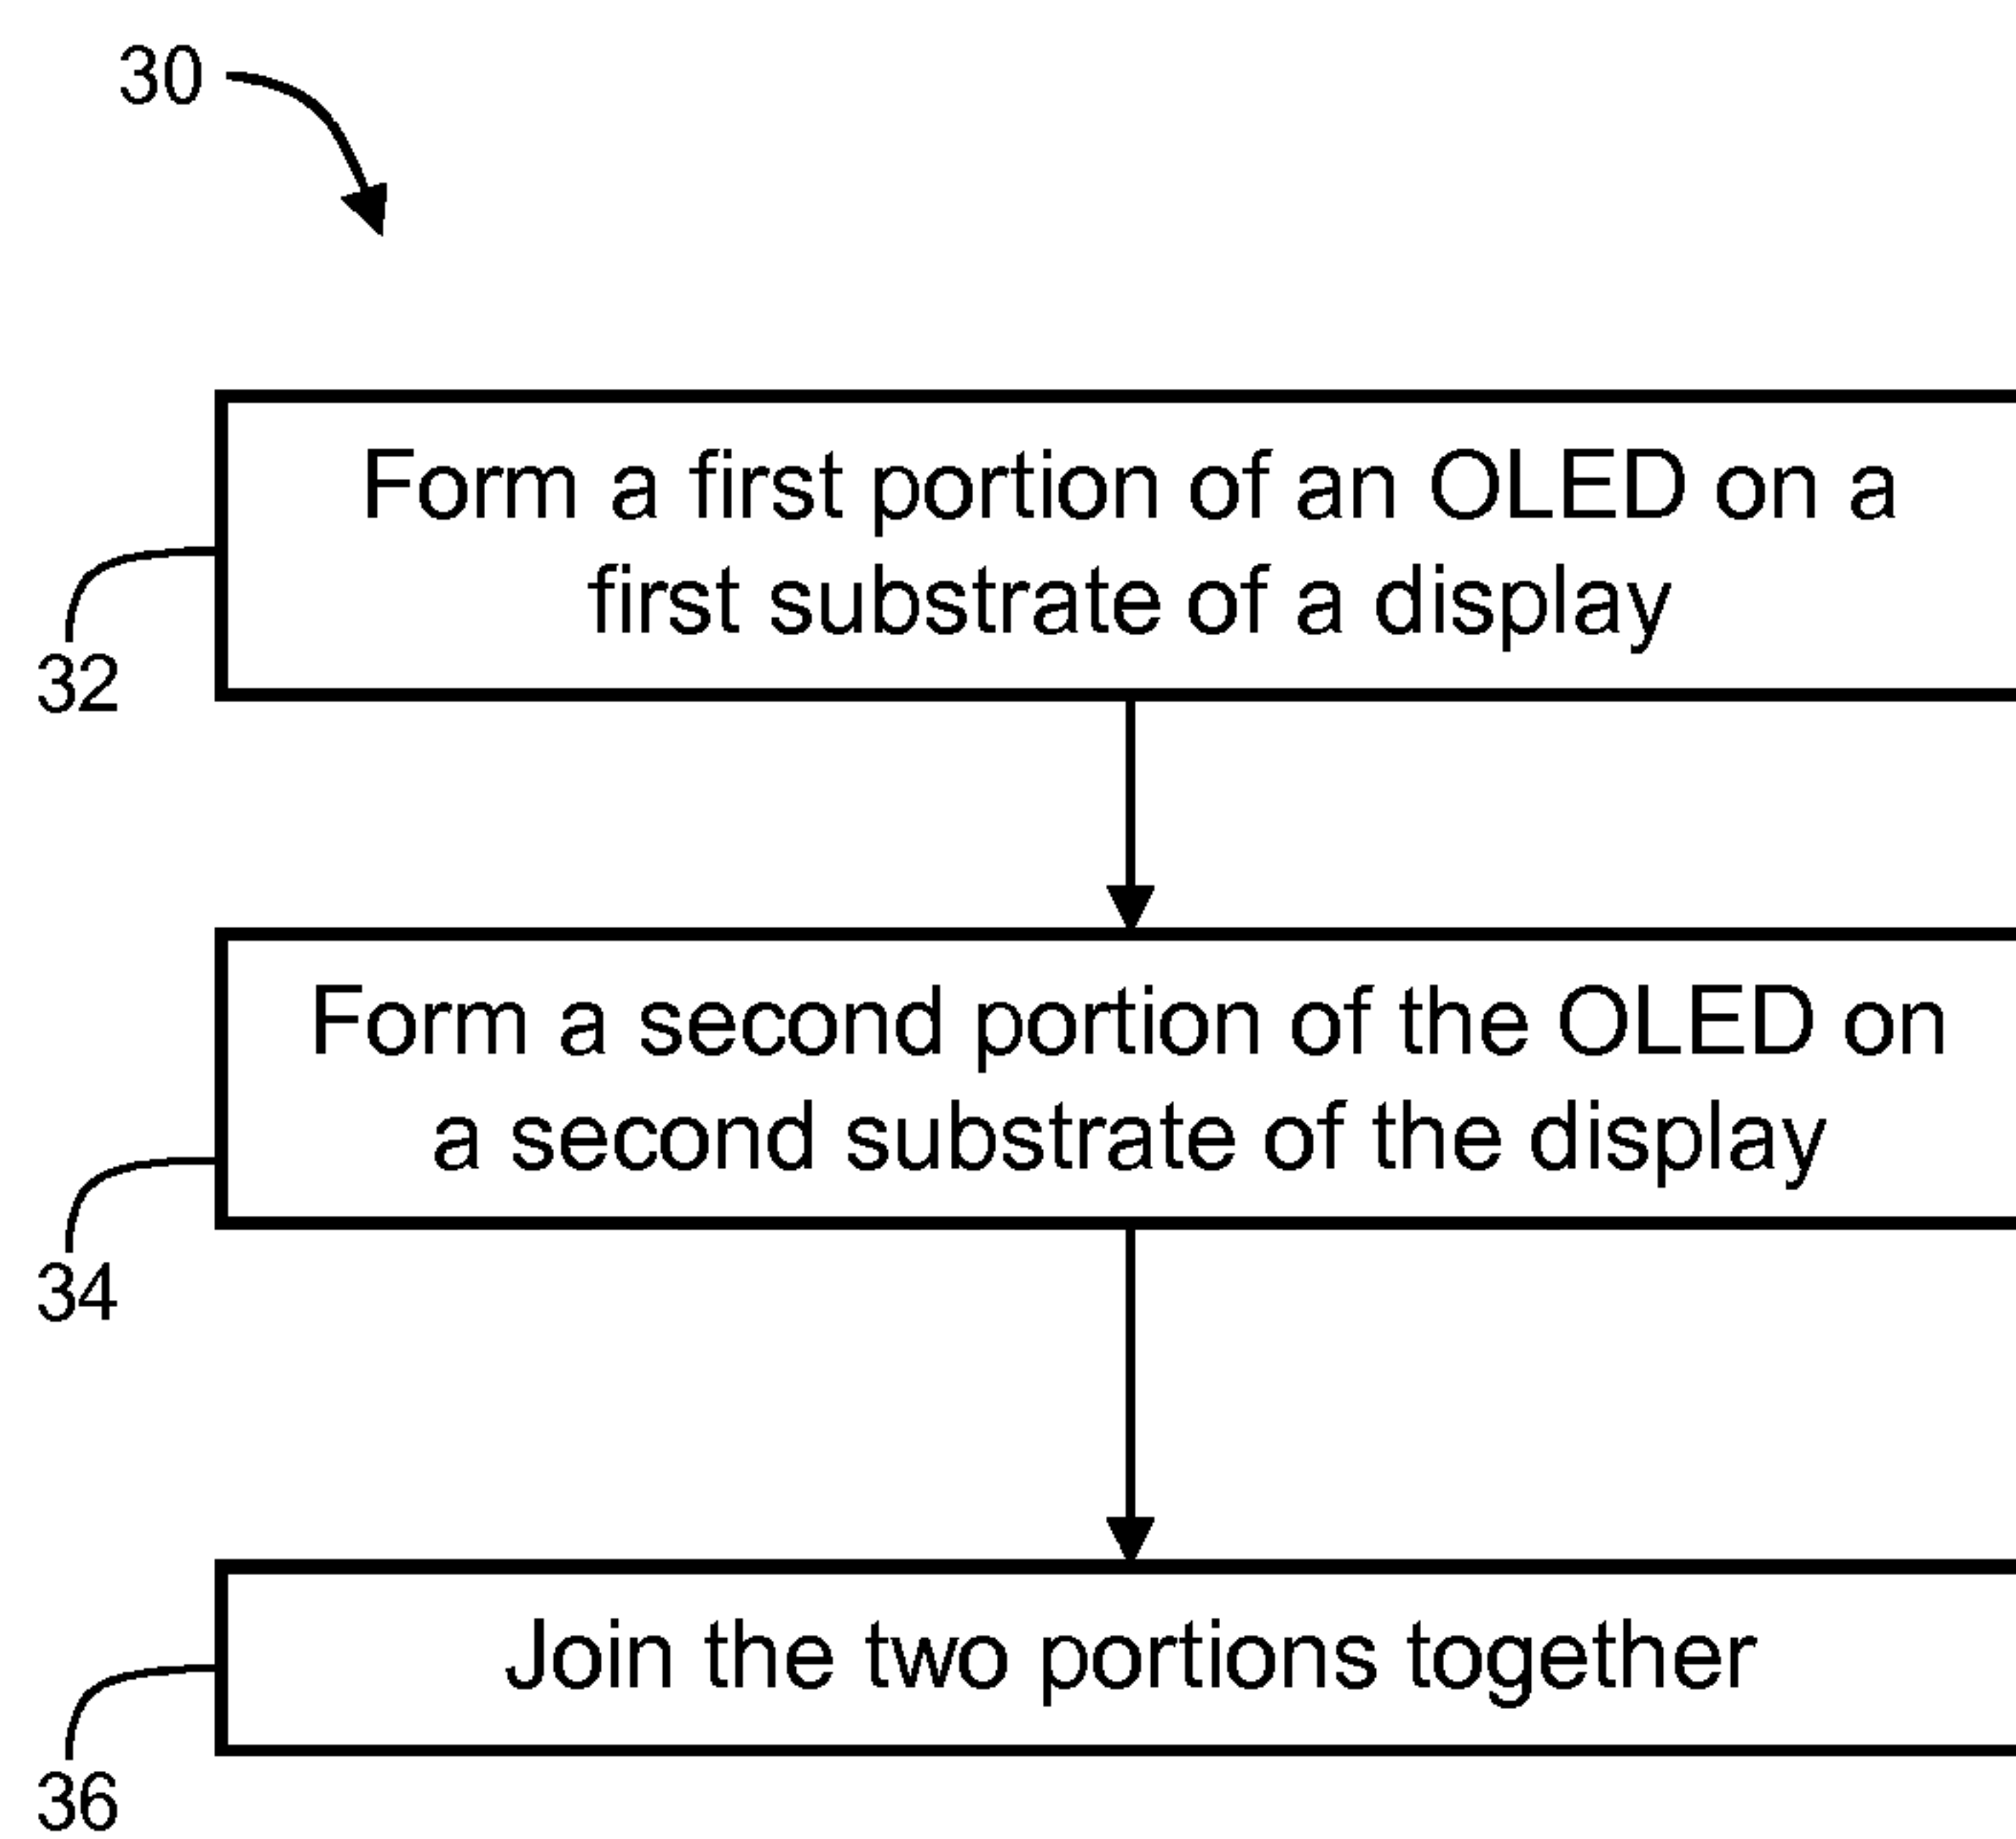 30
Form a first portion of an OLED on a
first substrate of a display
32
Form a second portion of the OLED on
a second substrate of the display
34
Join the two portions together
36